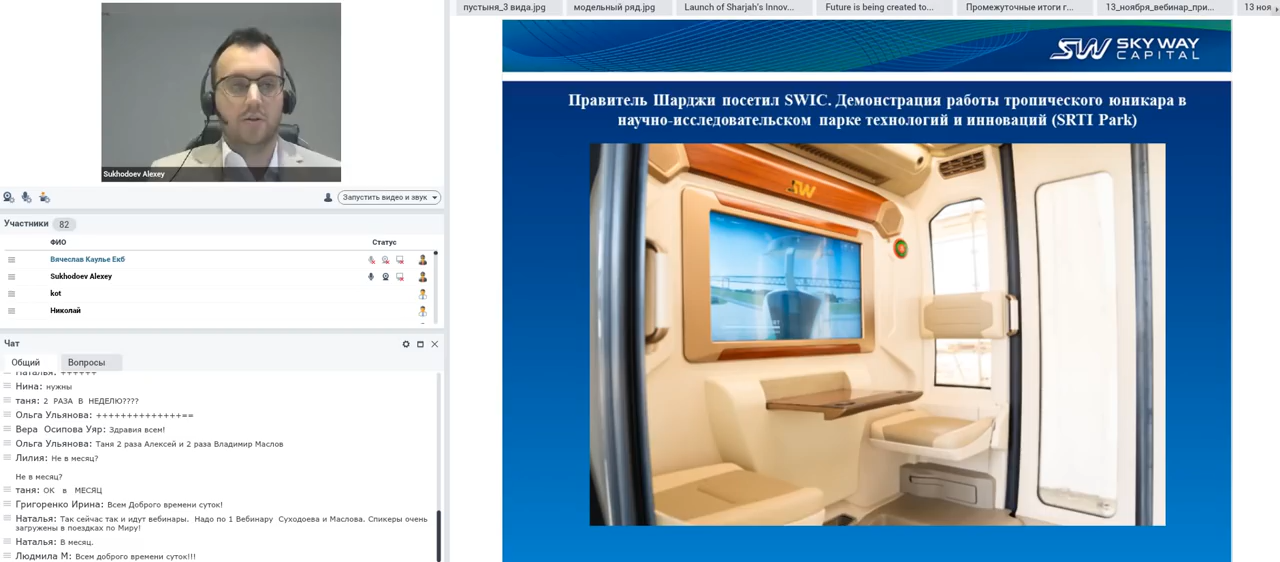 пустыня_3 вида.jpg
модельный ряд.jpg
Launch of Sharjah's Innov...
Future is being created to...
Промежуточные итоги г...
13_ноября_вебинар_при...
13 ноя
SW SKY WAY
CAPITAL
Правитель Шарджи посетил SWIC. Демонстрация работы тропического юникара в
научно-исследовательском парке технологий и инноваций (SRTI Park)
SW
Sukhodoev Alexey
Запустить видео и звук
Участники 82
ФИО Статус
Вячеслав Каулье Екб
Sukhodoev Alexey
kot
Николай
Чат
Общий Вопросы
Наталья: ++++++
Нина: нужны
таня: 2 РАЗА В НЕДЕЛЮ????
Ольга Ульянова: ++++++++++++++==
Вера Осипова Уяр: Здравия всем!
Ольга Ульянова: Таня 2 раза Алексей и 2 раза Владимир Маслов
Лилия: Не в месяц?
Не в месяц?
таня: ОК в МЕСЯЦ
Григоренко Ирина: Всем Доброго времени суток!
Наталья: Так сейчас так и идут вебинары. Надо по 1 Вебинару Суходоева и Маслова. Спикеры очень
загружены в поездках по Миру!
Наталья: В месяц.
Людмила М: Всем доброго времени суток!!!